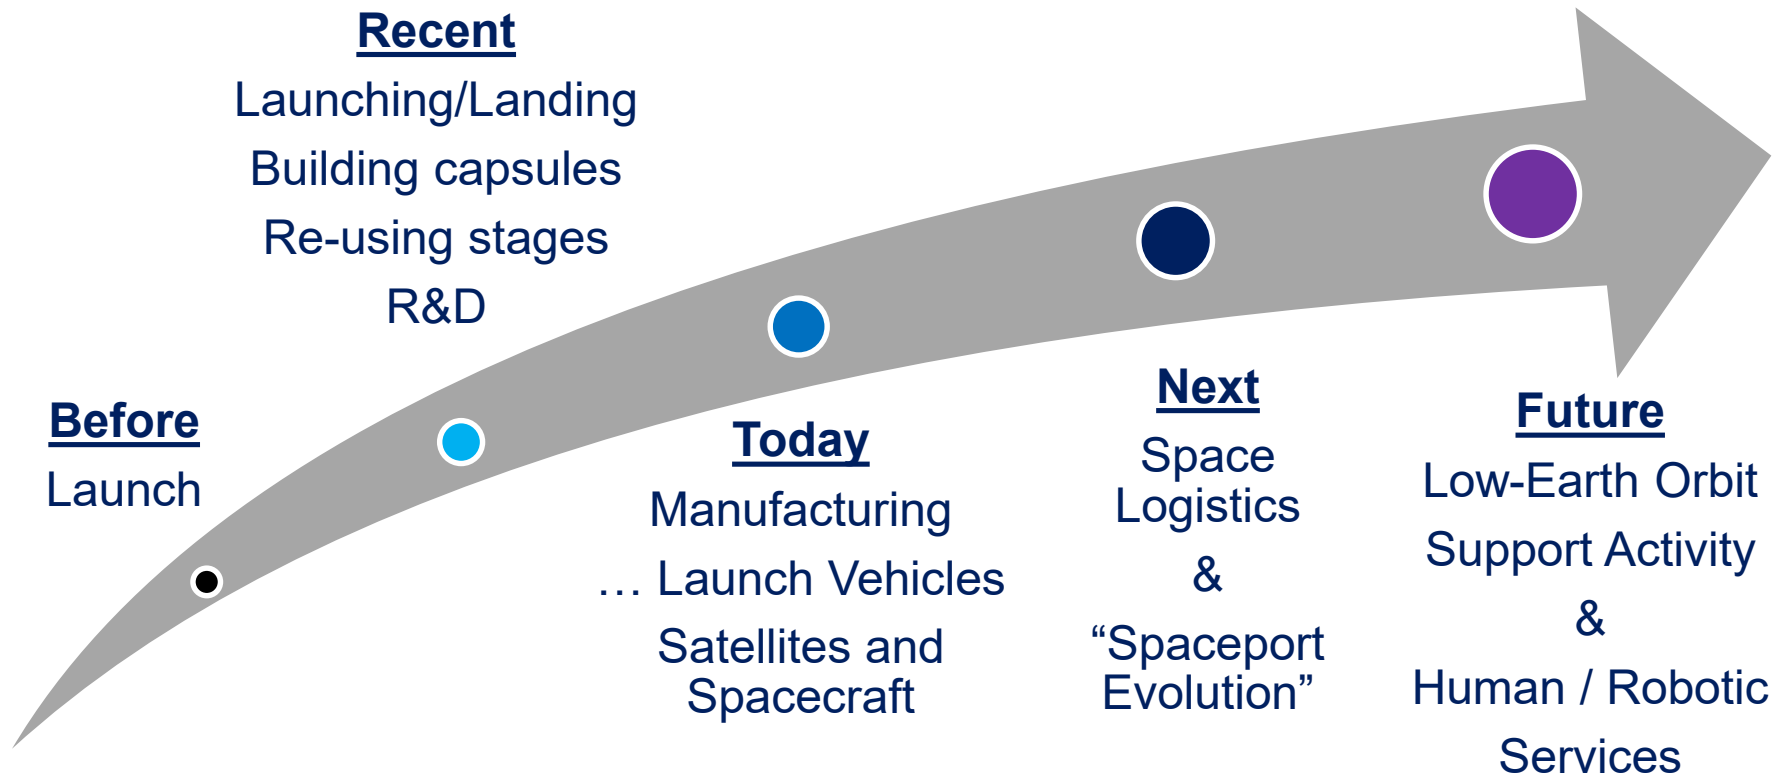 Before
Launch
Recent
Launching/Landing
Building capsules
Re-using stages
R&D
Today
Manufacturing
… Launch Vehicles
Satellites and
Spacecraft
Next
Space
Logistics
&
“Spaceport
Evolution”
Future
Low-Earth Orbit
Support Activity
&
Human / Robotic
Services